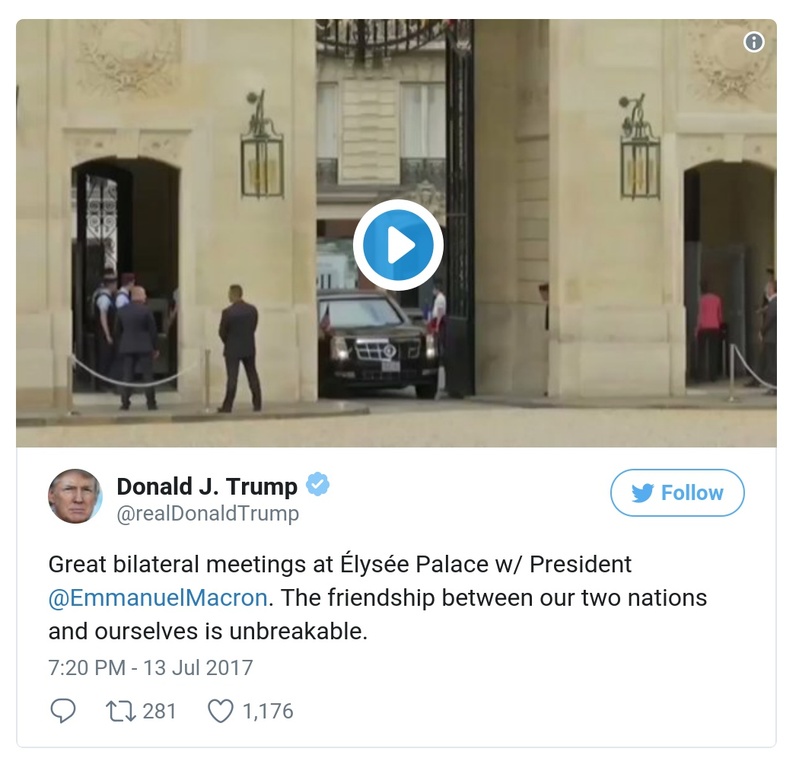 Donald J. Trump
@realDonaldTrump
Follow
Great bilateral meetings at Élysée Palace w/ President
@EmmanuelMacron. The friendship between our two nations
and ourselves is unbreakable.
7:20 PM - 13 Jul 2017
281 1,176